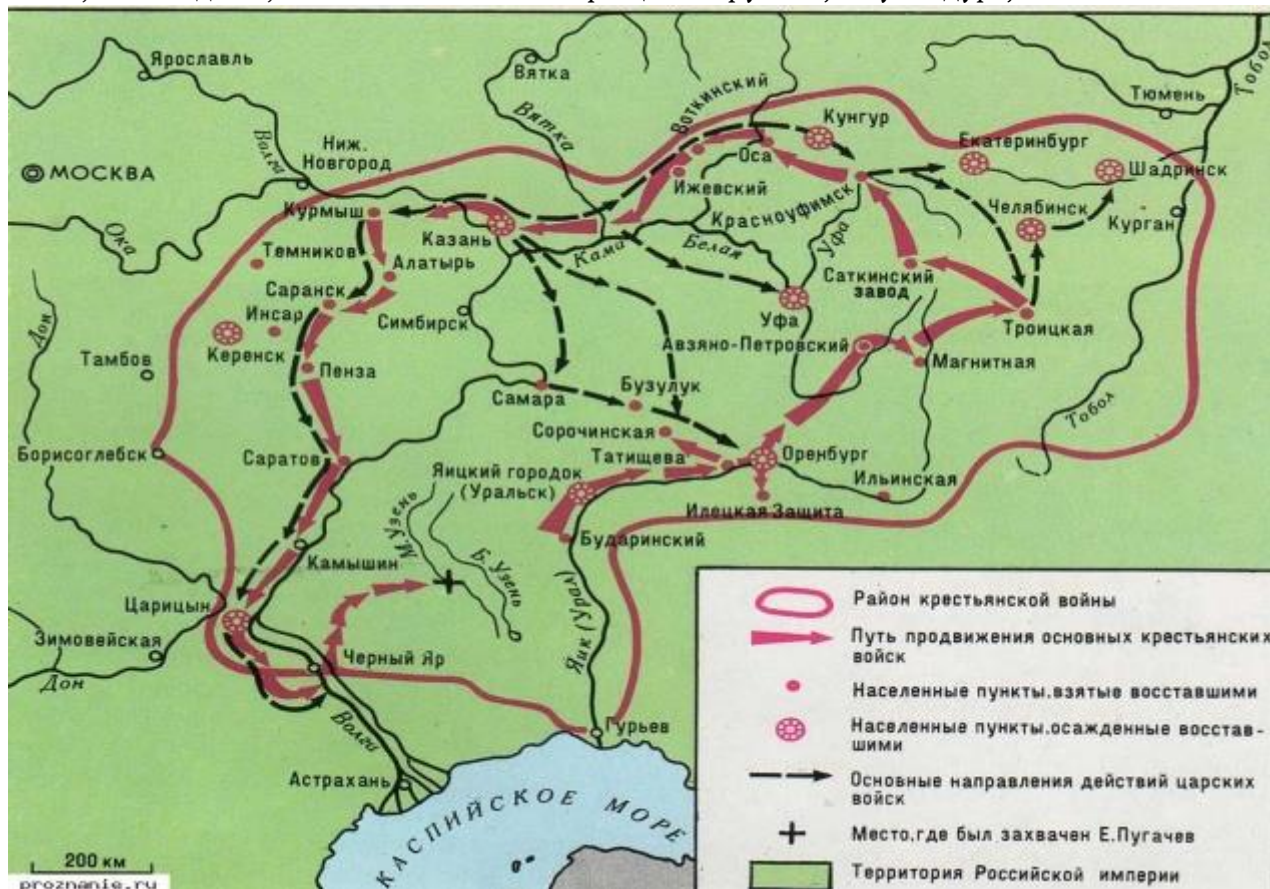 Ярославль
Вятка
Тобол
Тюмень
Волга
Вятка
Воткинский
Кунгур
Екатеринбург
Шадринск
Ниж.
Новгород
МОСКВА
Оса
Ижевский
Красноуфимск
Челябинск
Курган
Курмыш
Казань
Ока
Кама
Белая
Уфа
Темников
Алатырь
Саткинский
завод
Саранск
Симбирск
Инсар
Уфа
Троицкая
Дон
Керенск
Авзяно-Петровский
Магнитная
Тамбов
Пенза
Самара
Бузулук
Тобол
Борисоглебск
Сорочинская
Саратов
Татищева
Оренбург
Яицкий городок
(Уральск)
Ильинская
М.Узень
Илецкая Защита
Б.Узень
Бударинский
Камышин
Царицын
Зимовейская
Черный Яр
Яик (Урал)
Дон
Волга
Гурьев
Астрахань
КАСПИЙСКОЕ МОРЕ
200 км
proznanie.ru
Район крестьянской войны
Путь продвижения основных крестьянских
войск
Населенные пункты.взятые восставшими
Населенные пункты.осажденные восстав-
шими
Основные направления действий царских
войск
Место,где был захвачен Е.Пугачев
Территория Российской империи